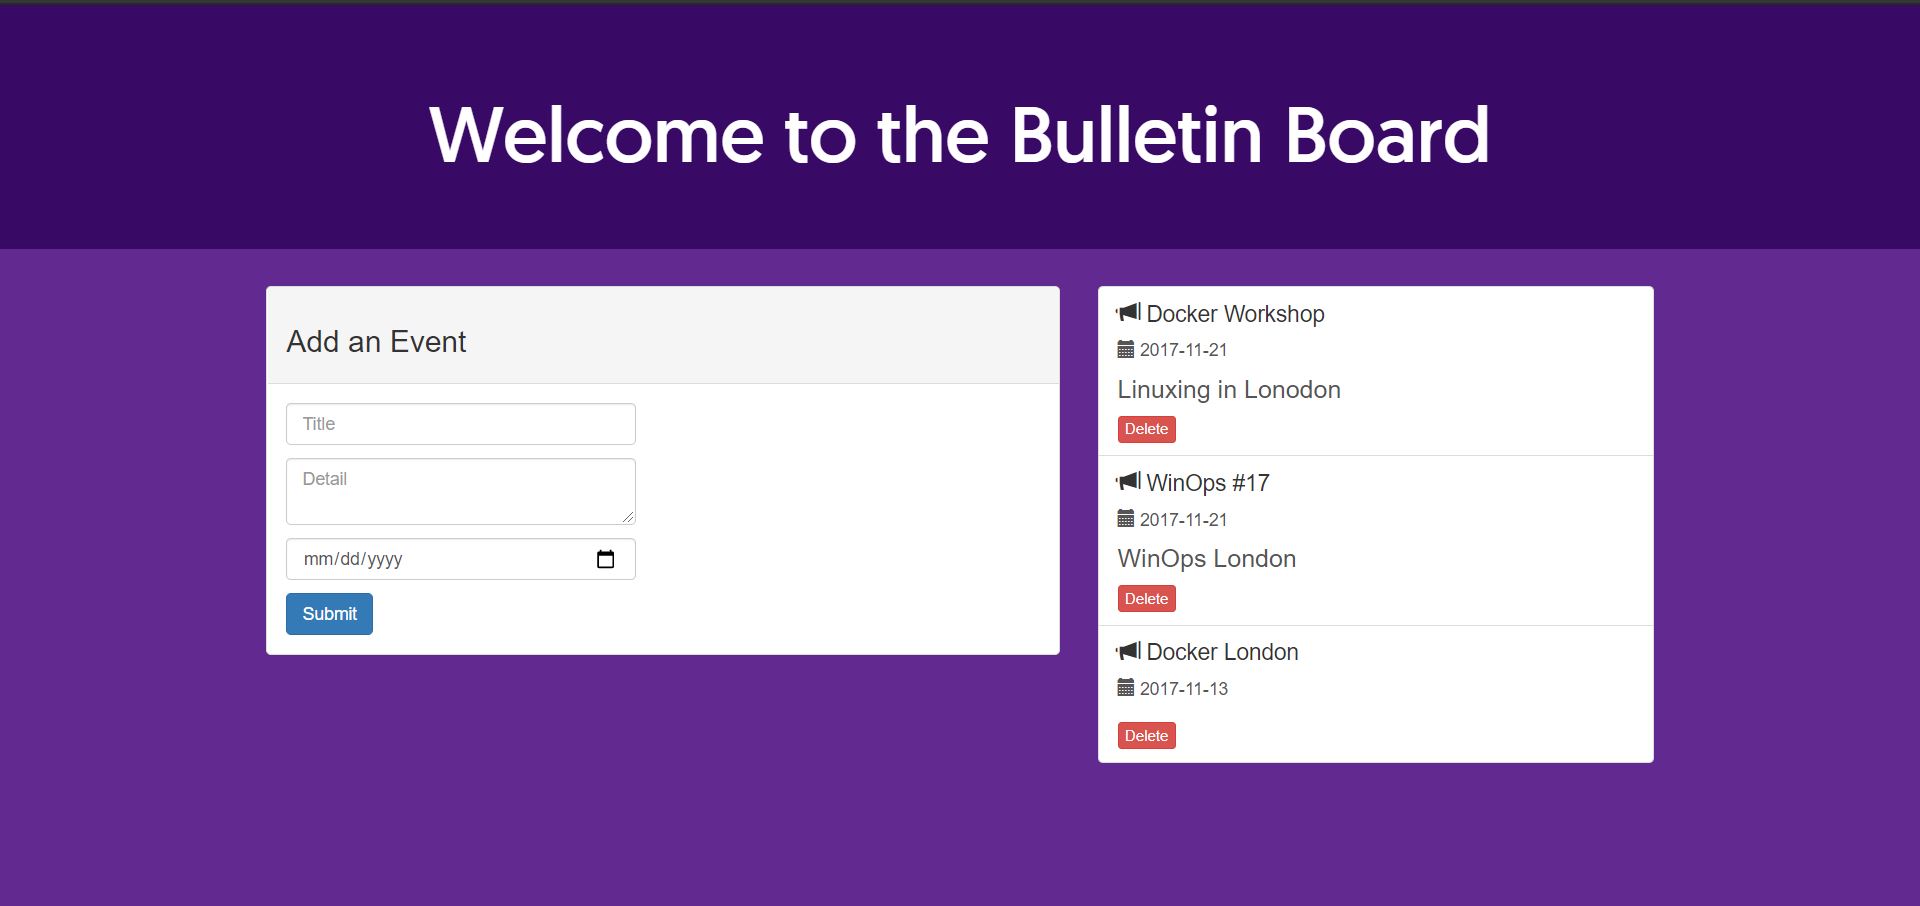 Welcome to the Bulletin Board
Add an Event
Title
Detail
mm/dd/yyyy
Submit
Docker Workshop
2017-11-21
Linuxing in Lonodon
Delete
WinOps #17
2017-11-21
WinOps London
Delete
Docker London
2017-11-13
Delete